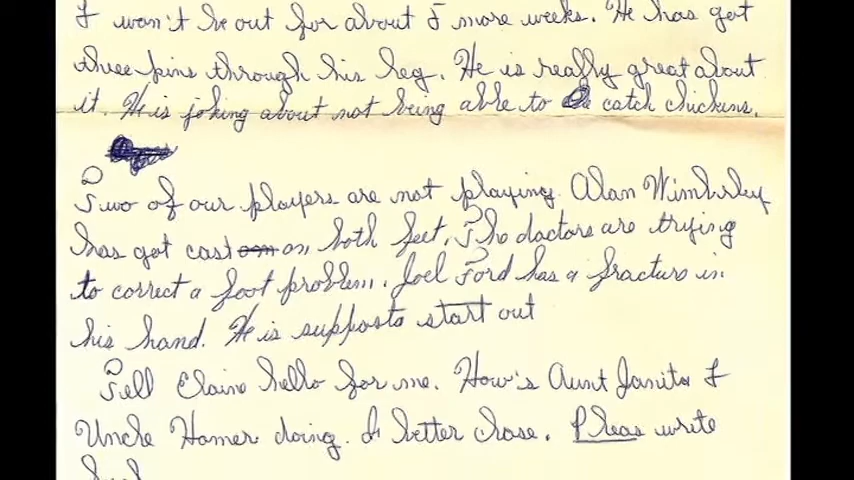 I won't be out for about 5 more weeks. He has got
three pins through his leg. He is really great about
it. He is joking about not being able to catch chickens.
Two of our players are not playing. Alan Wimbsley
has got cast on both feet. The doctors are trying
to correct a foot problem. Joel Ford has a fracture in
his hand. He is supposto start out
Tell Elaine hello for me. How's Aunt Janita &
Uncle Homer doing. I better chose. Pleas write